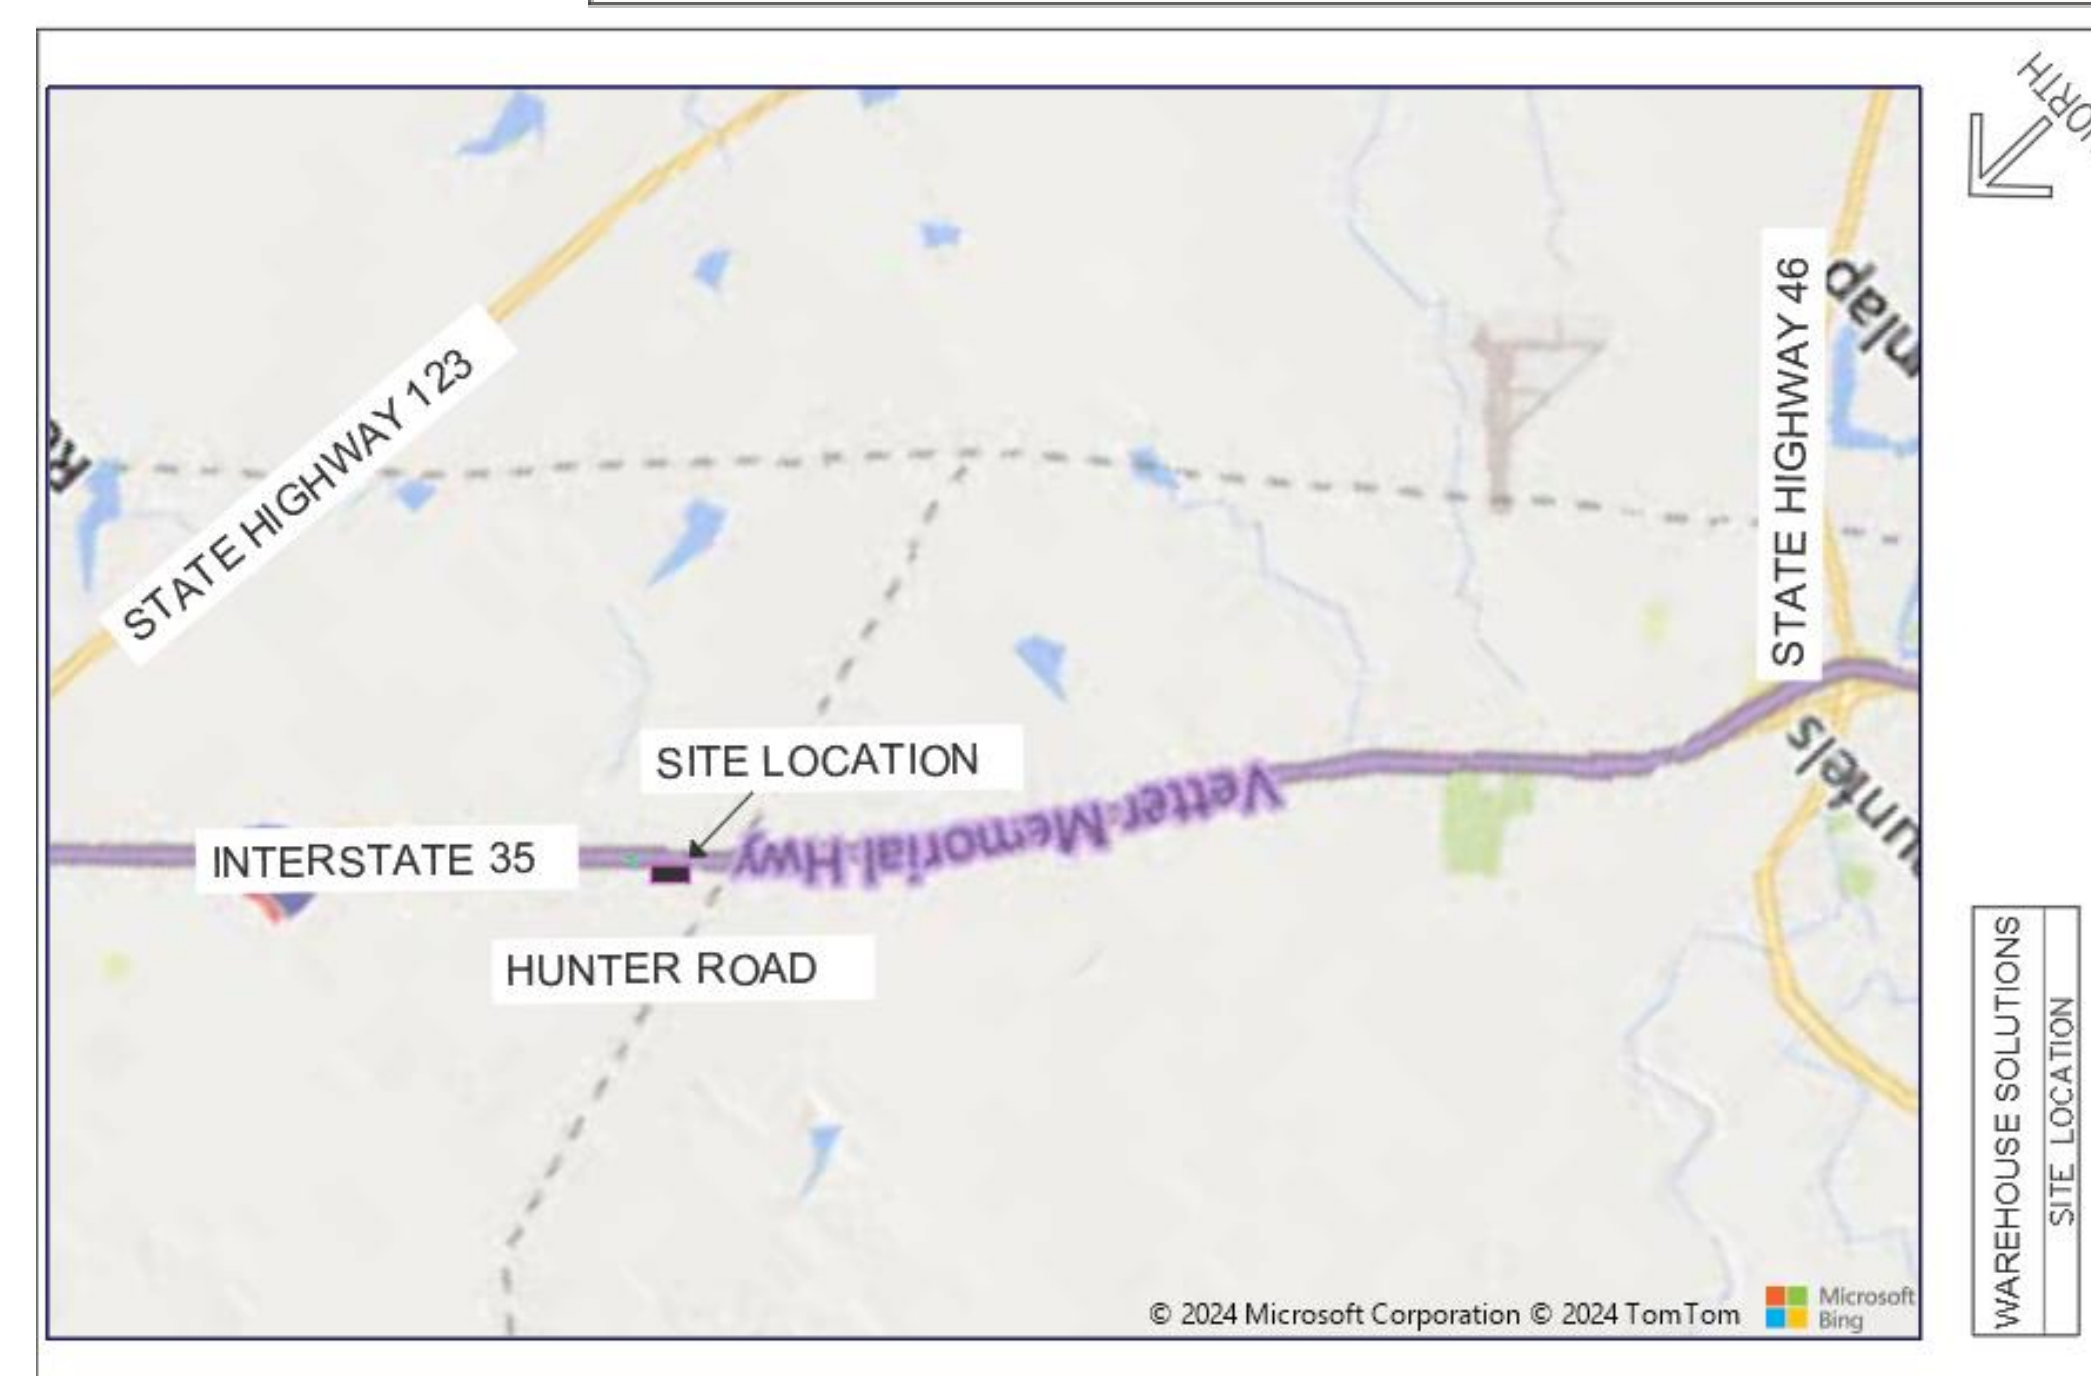 NORTH
STATE HIGHWAY 46
STATE HIGHWAY 123
SITE LOCATION
Vetter Memorial Hwy
INTERSTATE 35
HUNTER ROAD
© 2024 Microsoft Corporation © 2024 TomTom
Microsoft
Bing
WAREHOUSE SOLUTIONS
SITE LOCATION